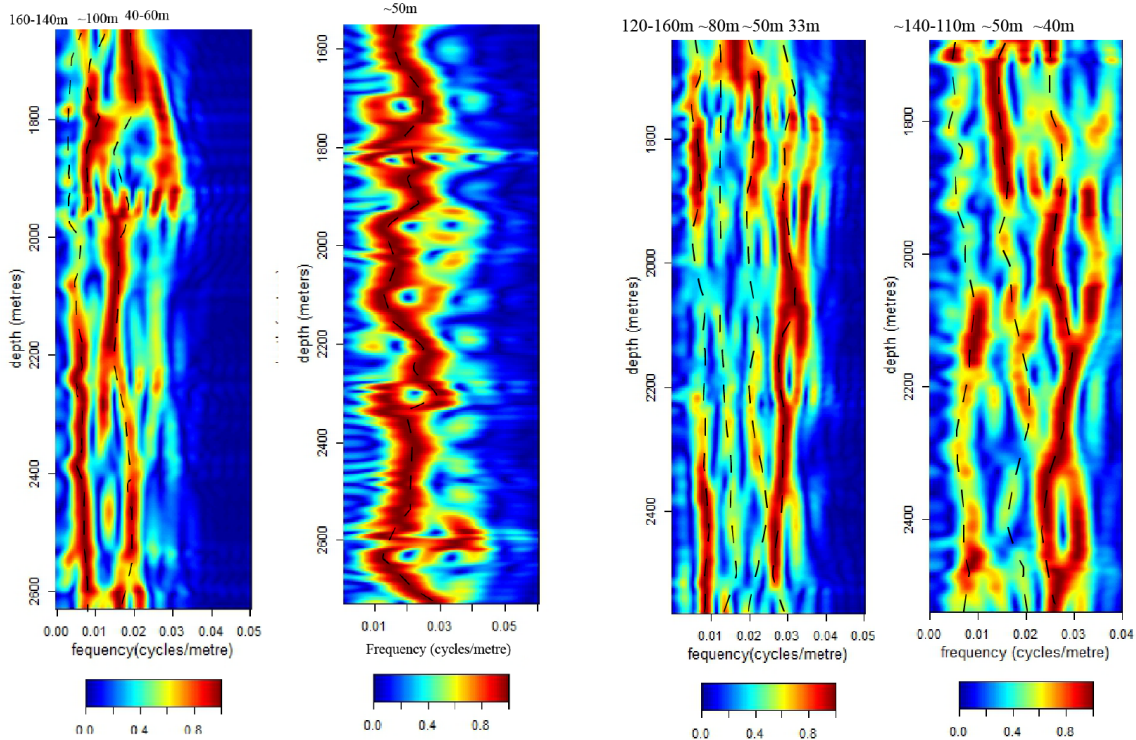 160-140m ~100m 40-60m
1800
2000
2200
2400
2600
depth (metres)
0.00 0.01 0.02 0.03 0.04 0.05
fequency(cycles/metre)
0.0 0.4 0.8
~50m
1600
1800
2000
2200
2400
2600
depth (meters)
0.01 0.02 0.03 0.04 0.05
Frequency (cycles/metre)
0.0 0.4 0.8
120-160m ~80m ~50m 33m
1800
2000
2200
2400
depth (metres)
0.01 0.02 0.03 0.04 0.05
fequency(cycles/metre)
0.0 0.4 0.8
~140-110m ~50m ~40m
1800
2000
2200
2400
depth (metres)
0.00 0.01 0.02 0.03 0.04
frequency (cycles/metre)
0.0 0.4 0.8